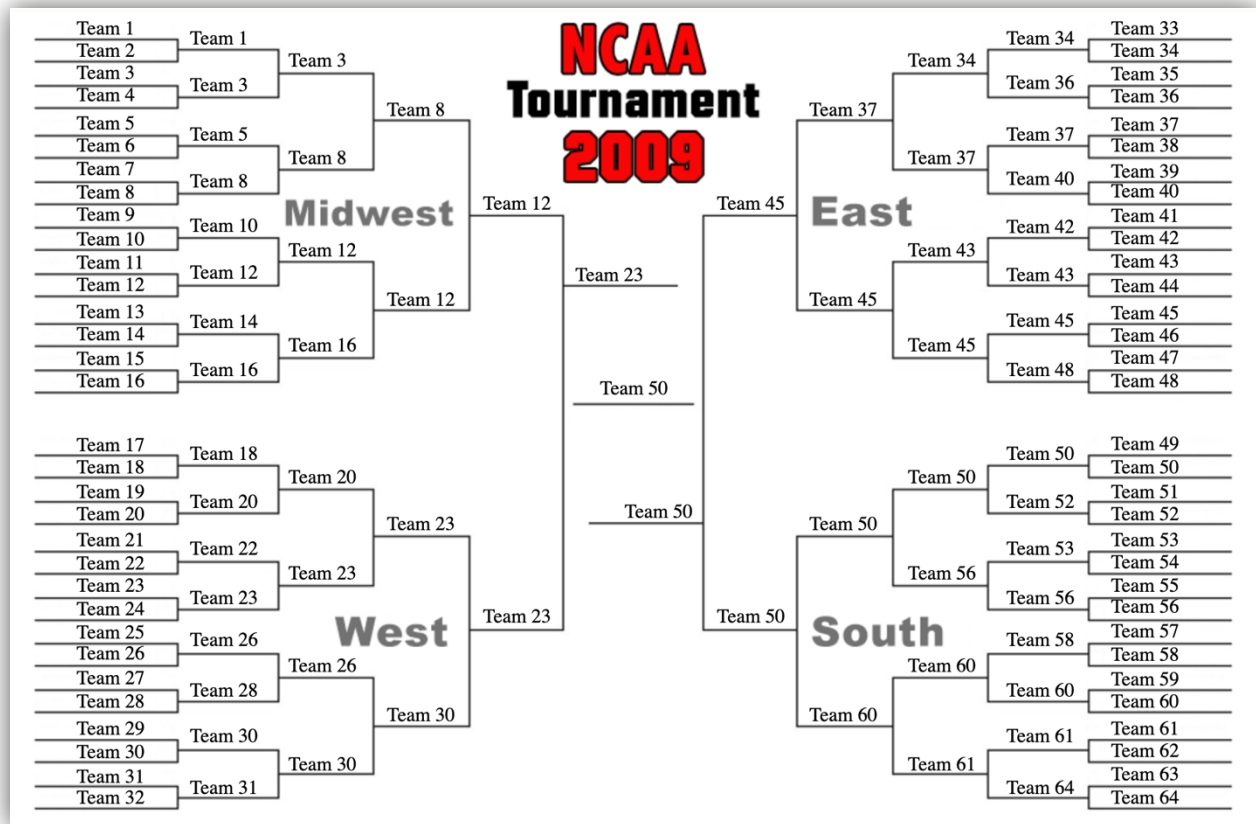 NCAA
Tournament
2009
Team 1
Team 2
Team 3
Team 4
Team 5
Team 6
Team 7
Team 8
Team 9
Team 10
Team 11
Team 12
Team 13
Team 14
Team 15
Team 16
Team 1
Team 3
Team 5
Team 8
Team 10
Team 12
Team 14
Team 16
Team 3
Team 8
Team 12
Team 16
Team 8
Team 12
Midwest
Team 12
Team 17
Team 18
Team 19
Team 20
Team 21
Team 22
Team 23
Team 24
Team 25
Team 26
Team 27
Team 28
Team 29
Team 30
Team 31
Team 32
Team 18
Team 20
Team 22
Team 23
Team 26
Team 28
Team 30
Team 31
Team 20
Team 23
Team 26
Team 30
Team 23
Team 30
West
Team 23
Team 23
Team 50
Team 50
Team 45
East
Team 37
Team 45
Team 34
Team 37
Team 43
Team 45
Team 34
Team 36
Team 37
Team 40
Team 42
Team 43
Team 45
Team 48
Team 33
Team 34
Team 35
Team 36
Team 37
Team 38
Team 39
Team 40
Team 41
Team 42
Team 43
Team 44
Team 45
Team 46
Team 47
Team 48
Team 50
South
Team 50
Team 60
Team 50
Team 56
Team 60
Team 61
Team 50
Team 52
Team 53
Team 56
Team 58
Team 60
Team 61
Team 64
Team 49
Team 50
Team 51
Team 52
Team 53
Team 54
Team 55
Team 56
Team 57
Team 58
Team 59
Team 60
Team 61
Team 62
Team 63
Team 64